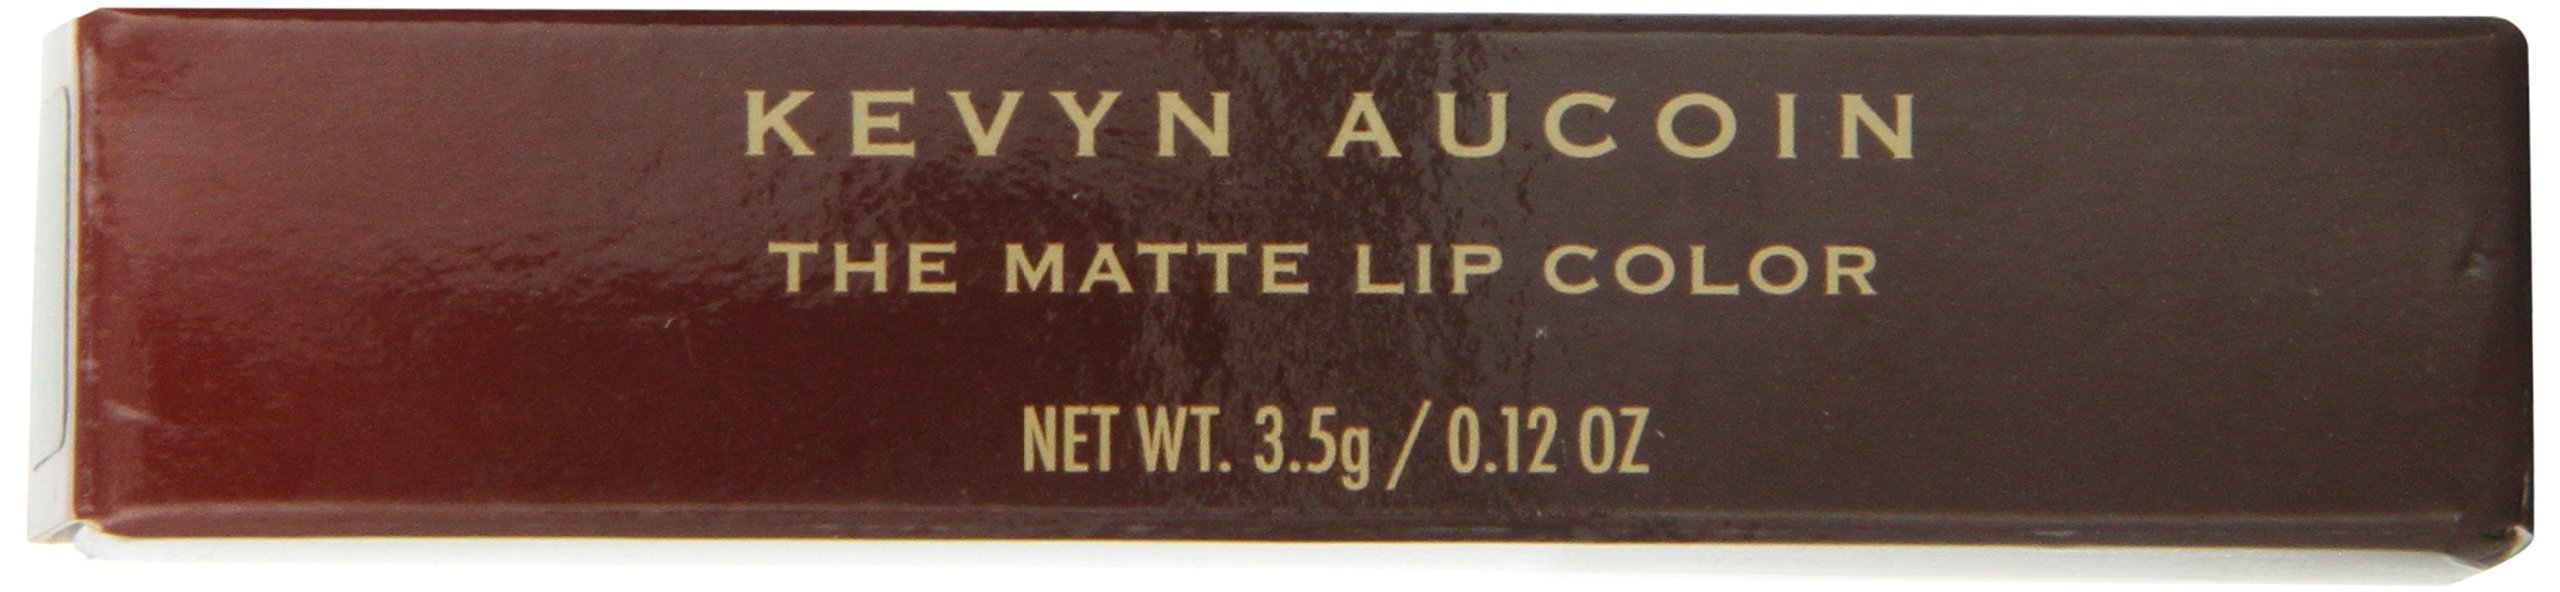 KEVYN AUCOIN
THE MATTE LIP COLOR
NET WT. 3.5g / 0.12 OZ